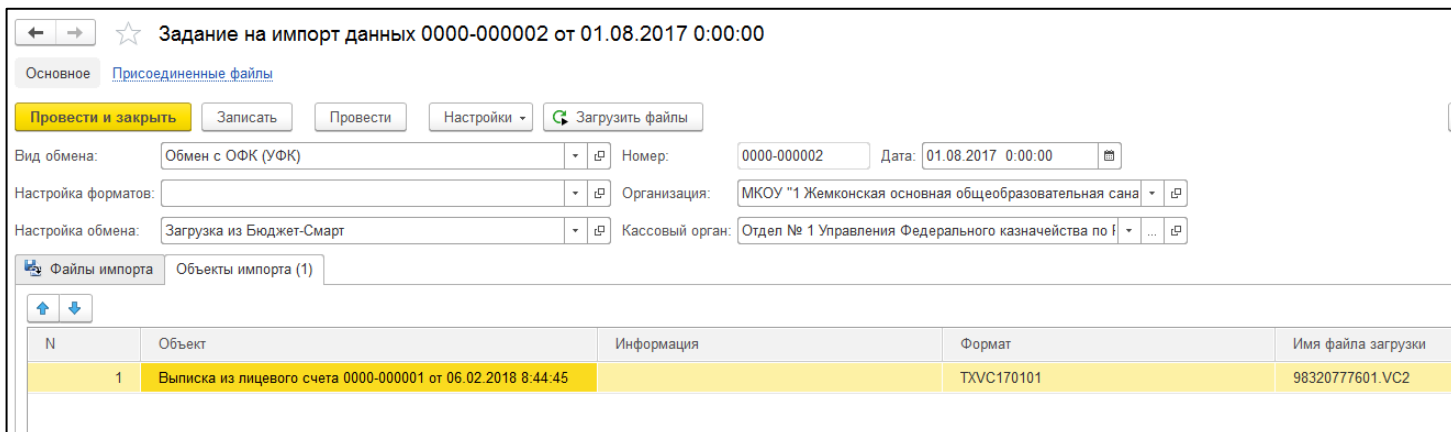 Задание на импорт данных 0000-000002 от 01.08.2017 0:00:00
Основное Присоединенные файлы
Провести и закрыть Записать Провести Настройки Загрузить файлы
Вид обмена: Обмен с ОФК (УФК) Номер: 0000-000002 Дата: 01.08.2017 0:00:00
Настройка форматов: Организация: МКОУ "1 Жемконская основная общеобразовательная сана
Настройка обмена: Загрузка из Бюджет-Смарт Кассовый орган: Отдел № 1 Управления Федерального казначейства по
Файлы импорта Объекты импорта (1)
N Объект Информация Формат Имя файла загрузки
1 Выписка из лицевого счета 0000-000001 от 06.02.2018 8:44:45 TXVC170101 98320777601.VC2